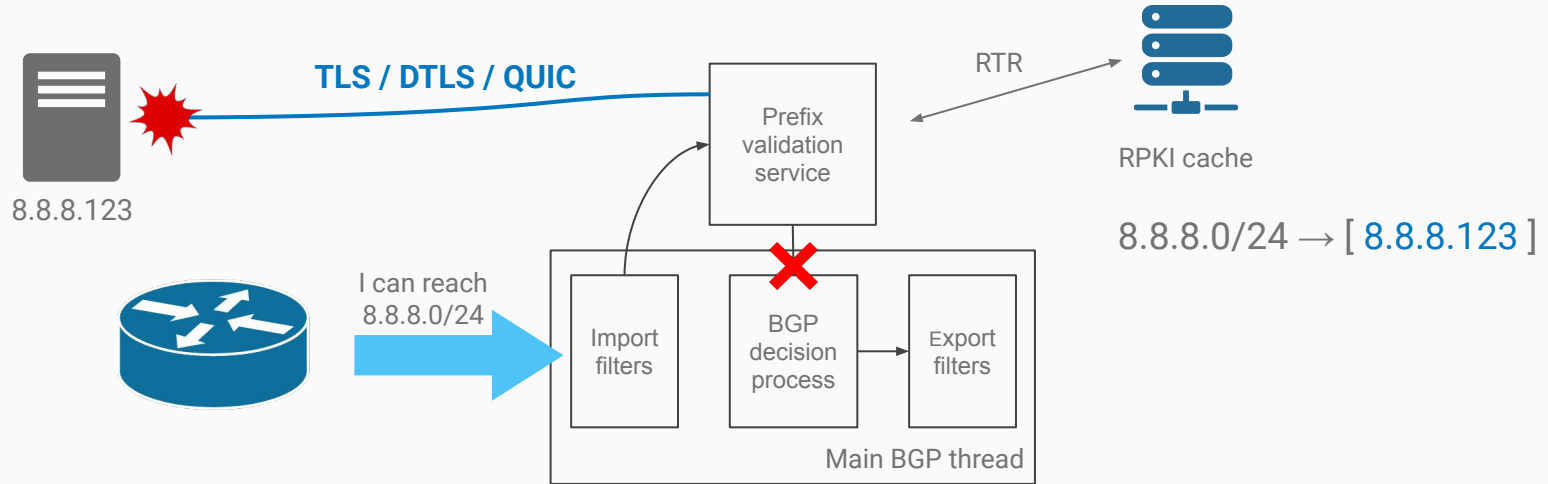 TLS / DTLS / QUIC
8.8.8.123
Prefix
validation
service
RTR
RPKI cache
8.8.8.0/24 → [ 8.8.8.123 ]
I can reach
8.8.8.0/24
Import
filters
BGP
decision
process
Export
filters
Main BGP thread